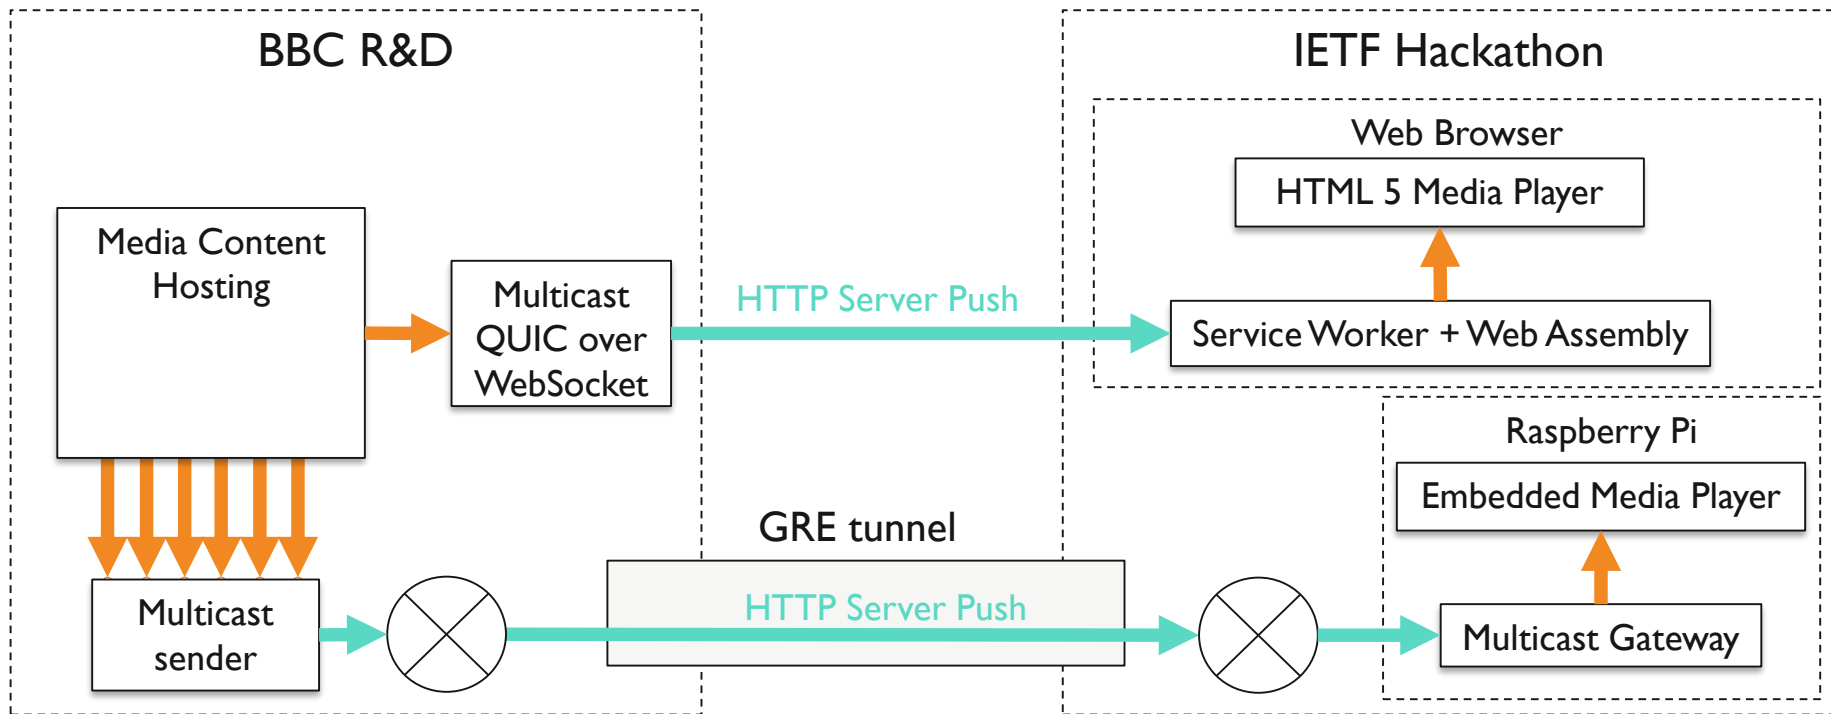 BBC R&D
IETF Hackathon
Web Browser
HTML 5 Media Player
Media Content
Hosting
Multicast
QUIC over
WebSocket
HTTP Server Push
Service Worker + Web Assembly
Raspberry Pi
Embedded Media Player
GRE tunnel
HTTP Server Push
Multicast
sender
Multicast Gateway